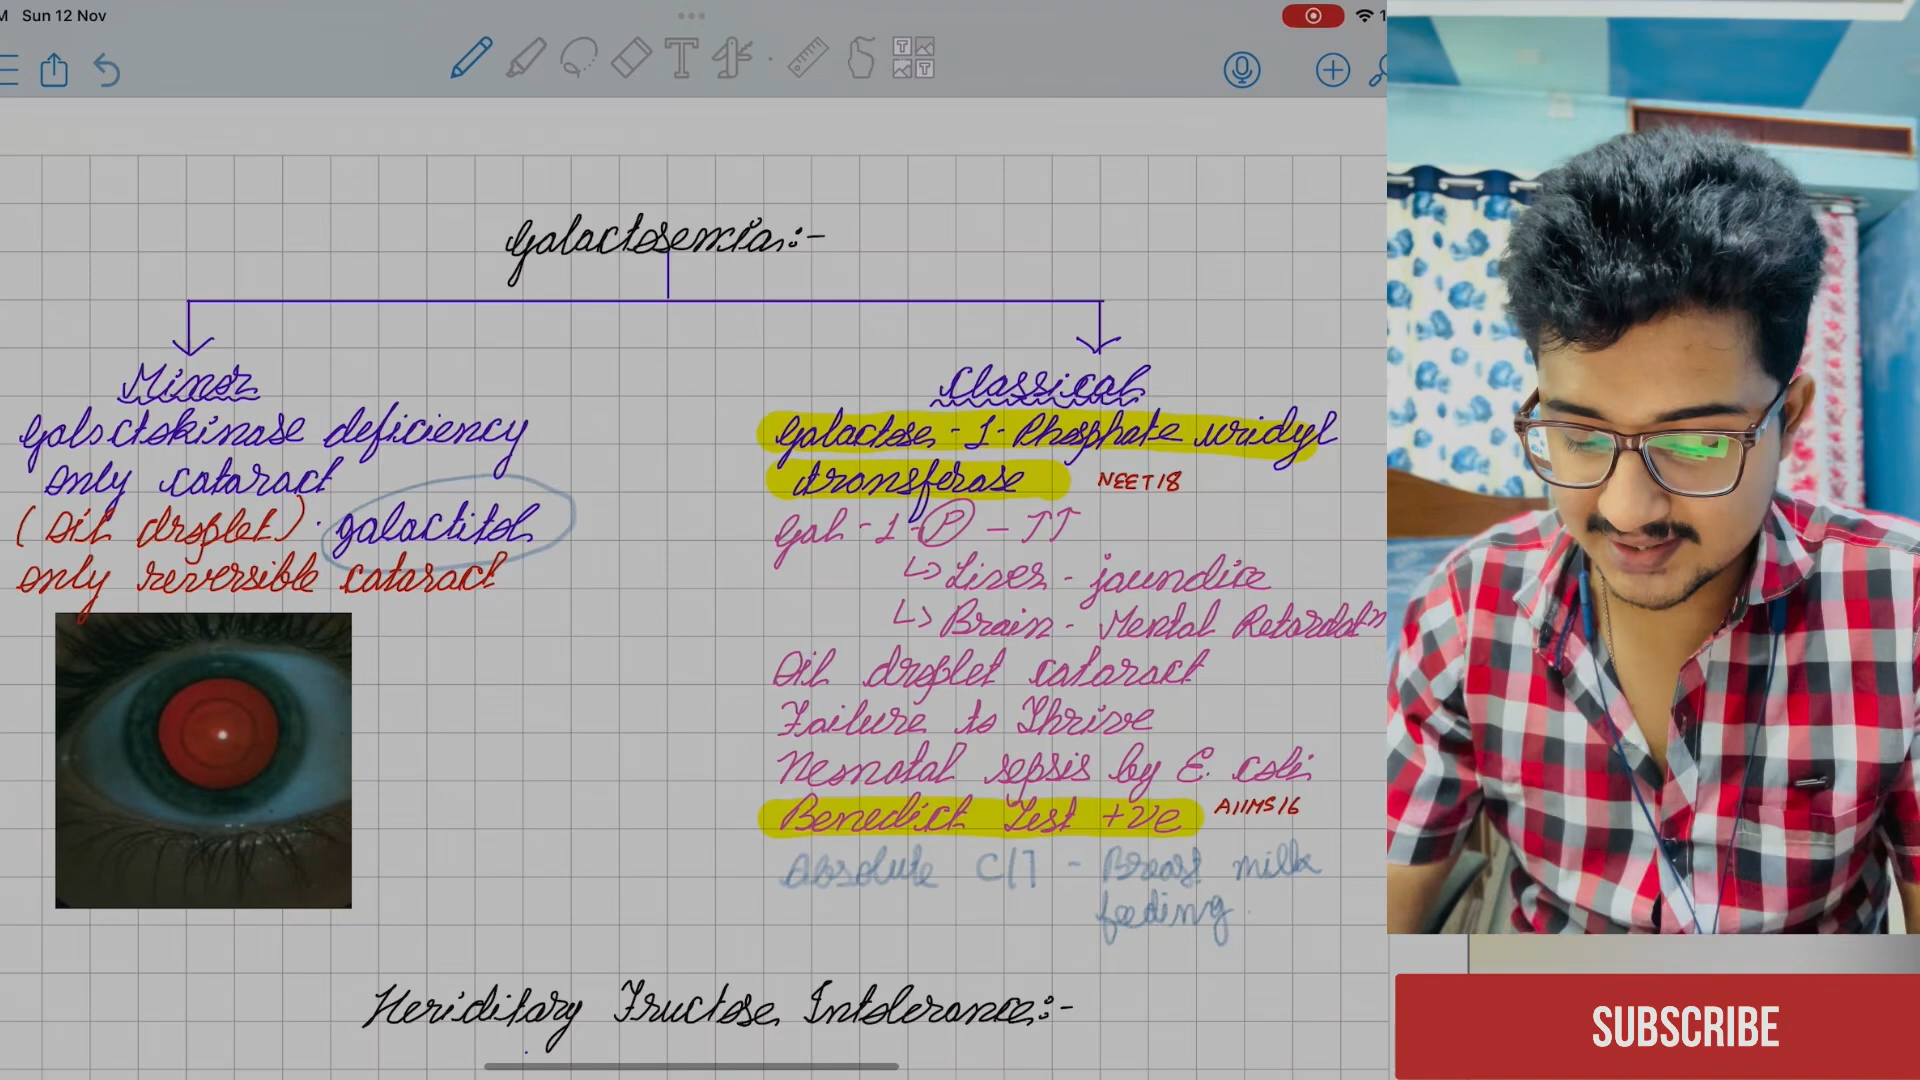 Sun 12 Nov
Galactosemia:-
Minor
Galactokinase deficiency
only cataract
(Oil droplet). galactitol
only reversible cataract
Classical
Galactose-1-Phosphate uridyl
transferase NEET18
Gal-1-P - ↑↑
↳ Liver - jaundice
↳ Brain - Mental Retardatn
Oil droplet cataract
Failure to Thrive
Neonatal sepsis by E. coli
Benedict Test +ve AIIMS16
Absolute C/I - Breast milk
feeding.
Heriditary Fructose Intolerance:-
SUBSCRIBE